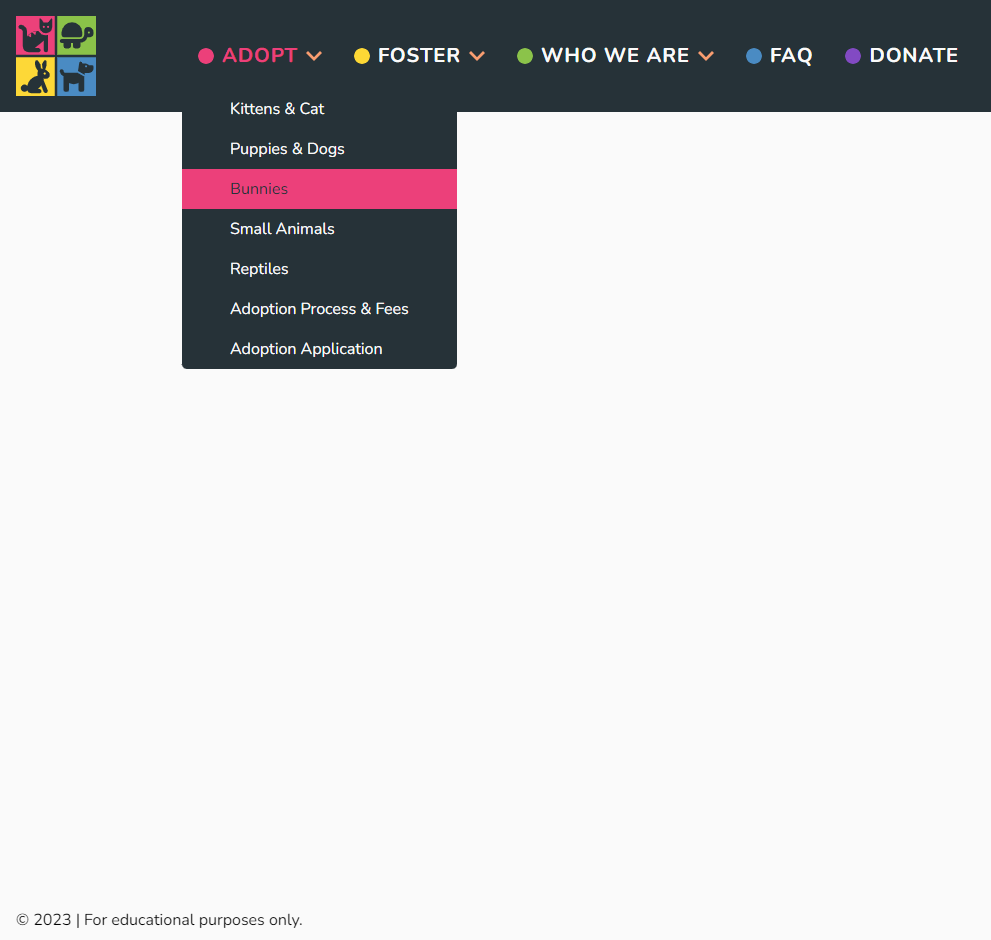 ADOPT FOSTER WHO WE ARE FAQ DONATE
Kittens & Cat
Puppies & Dogs
Bunnies
Small Animals
Reptiles
Adoption Process & Fees
Adoption Application
© 2023 | For educational purposes only.